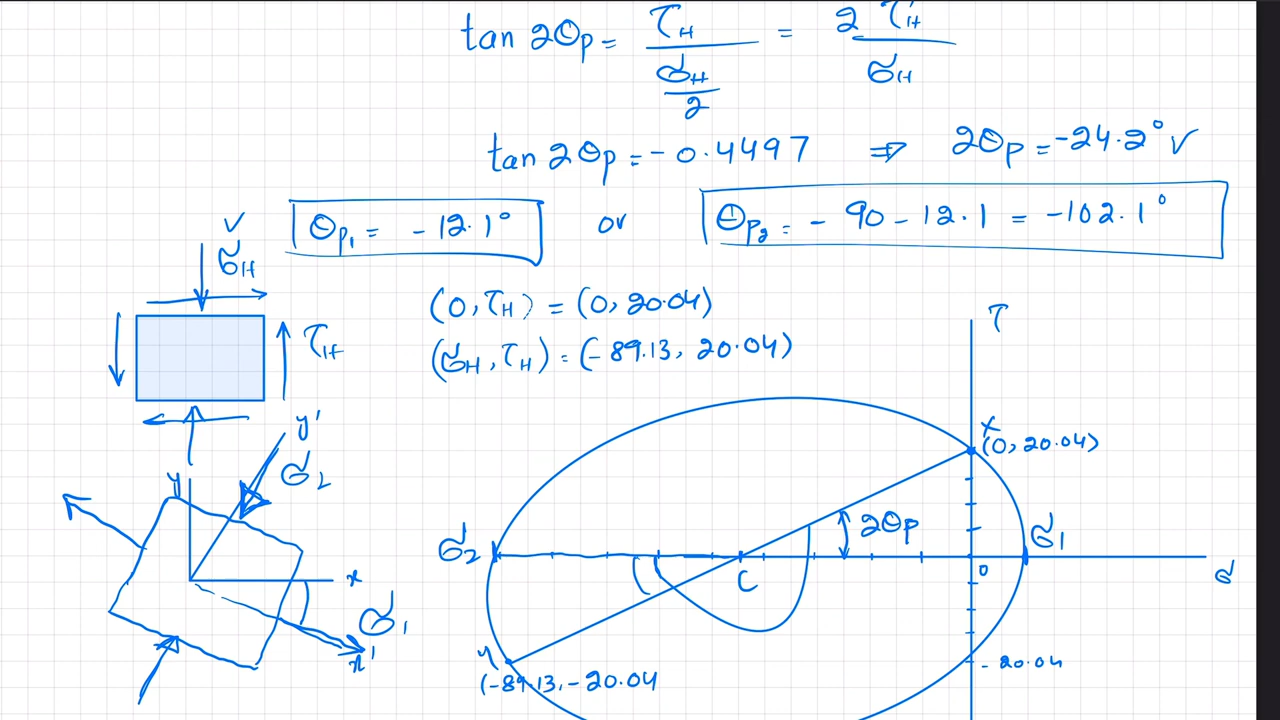 tan 2θp = τH / (σH/2) = 2 τH / σH
tan 2θp = -0.4497 ⇒ 2θp = -24.2° ✓
θp₁ = -12.1° or θp₂ = -90 - 12.1 = -102.1°
✓
σH
(0, τH) = (0, 20.04)
(σH, τH) = (-89.13, 20.04)
τH
τ
y'
x
(0, 20.04)
σ₂
y
2θp
σ₁
σ₂
C
0
σ
x
σ₁
x'
y
(-89.13, -20.04
-20.04